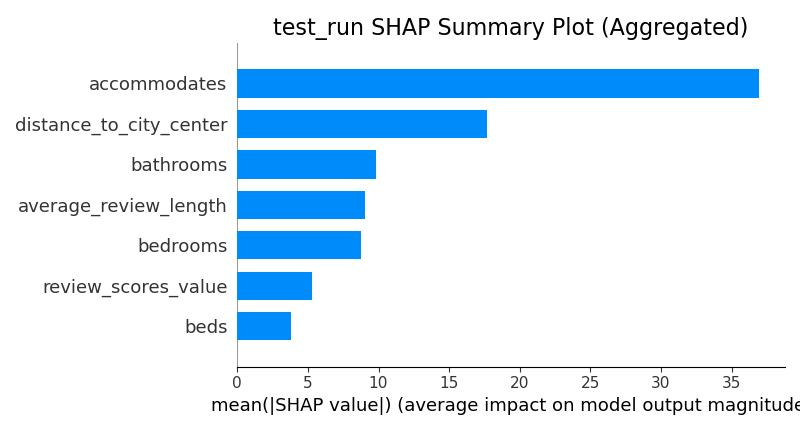 test_run SHAP Summary Plot (Aggregated)
accommodates
distance_to_city_center
bathrooms
average_review_length
bedrooms
review_scores_value
beds
0 5 10 15 20 25 30 35
mean(|SHAP value|) (average impact on model output magnitude